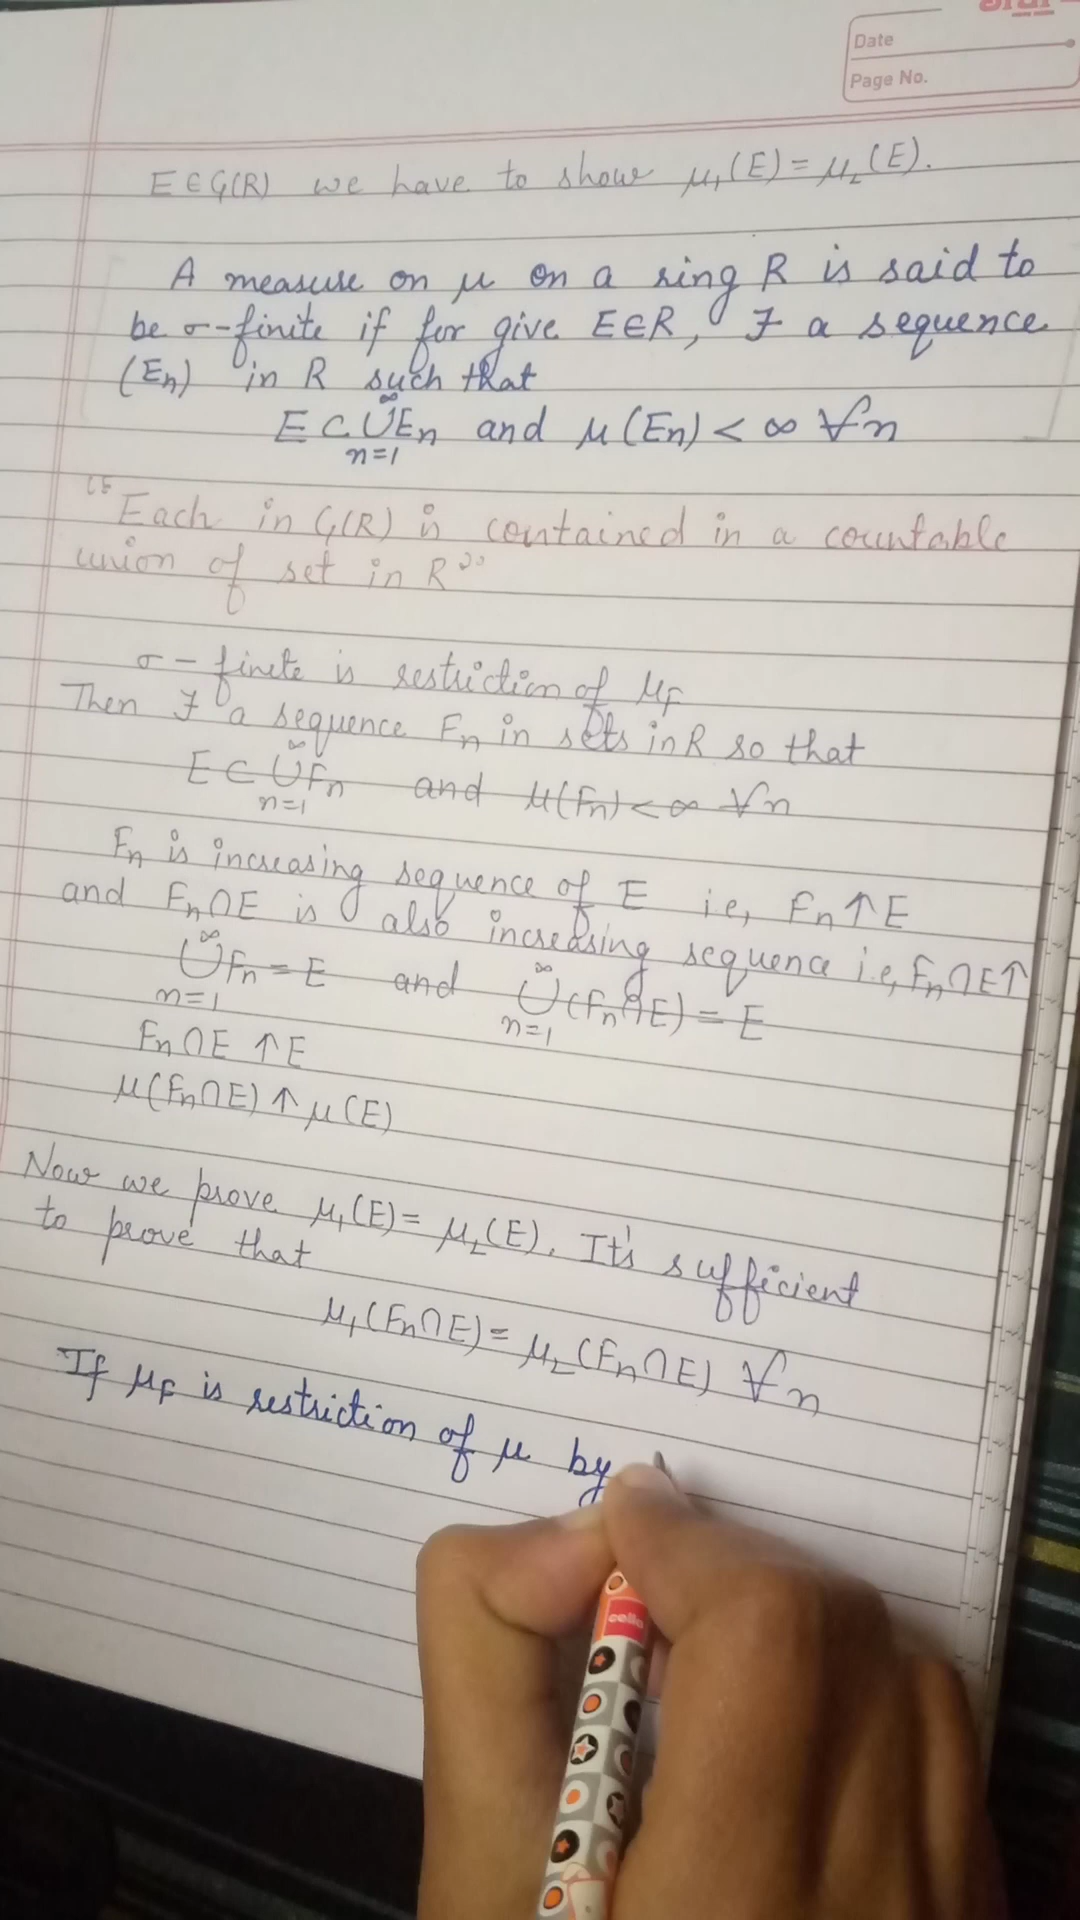 Date
Page No.
E ∈ G(R) we have to show μ₁(E) = μ₂(E).
A measure on μ on a ring R is said to
be σ-finite if for give E∈R, ∃ a sequence
(En) in R such that
E ⊂ ∞∪n=1 En and μ(En) < ∞ ∀n
"Each in G(R) is contained in a countable
union of set in R"
σ-finite is restriction of μF
Then ∃ a sequence Fn in sets in R so that
E ⊂ ∞∪n=1 Fn and μ(Fn) < ∞ ∀n
Fn is increasing sequence of E i.e, Fn↑E
and Fn∩E is also increasing sequence i.e, Fn∩E↑
∞∪n=1 Fn = E and ∞∪n=1 (Fn∩E) = E
Fn∩E ↑E
μ(Fn∩E)↑μ(E)
Now we prove μ₁(E) = μ₂(E). It's sufficient
to prove that
μ₁(Fn∩E) = μ₂(Fn∩E) ∀n
If μF is restriction of μ by
cello